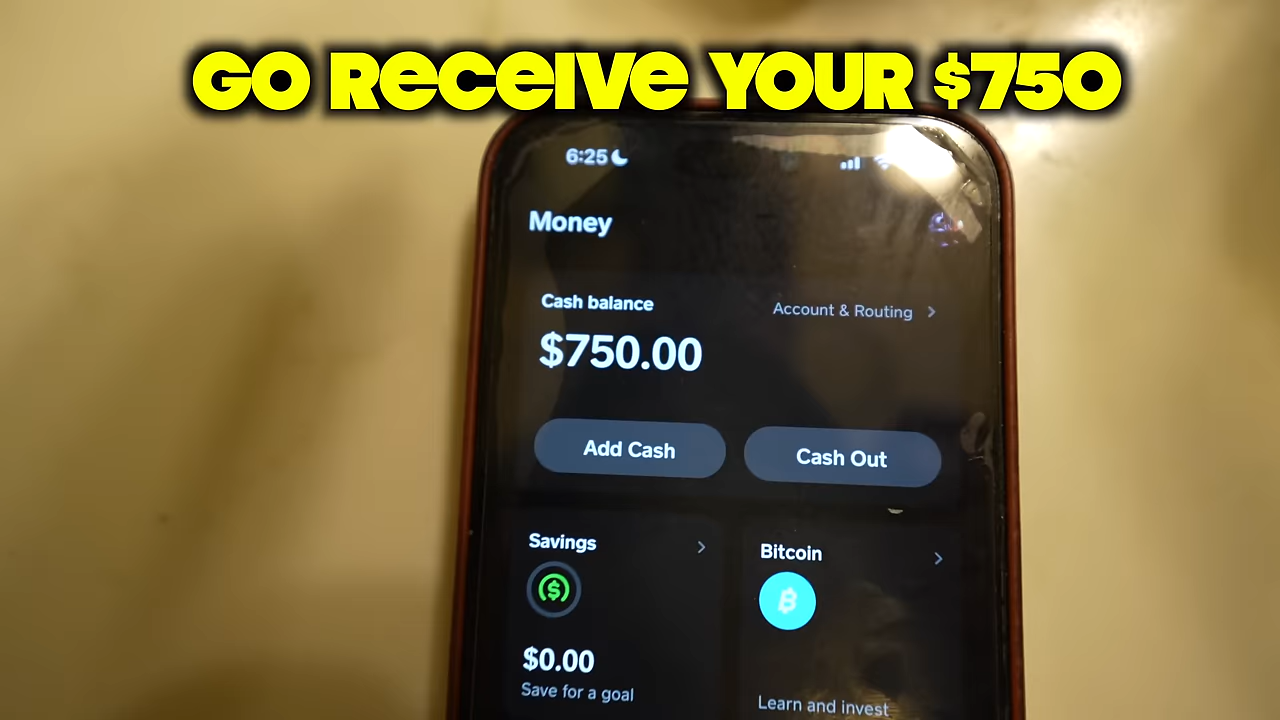 GO RECEIVE YOUR $750
6:25
Money
Cash balance
Account & Routing
$750.00
Add Cash
Cash Out
Savings
Bitcoin
$0.00
Save for a goal
Learn and invest